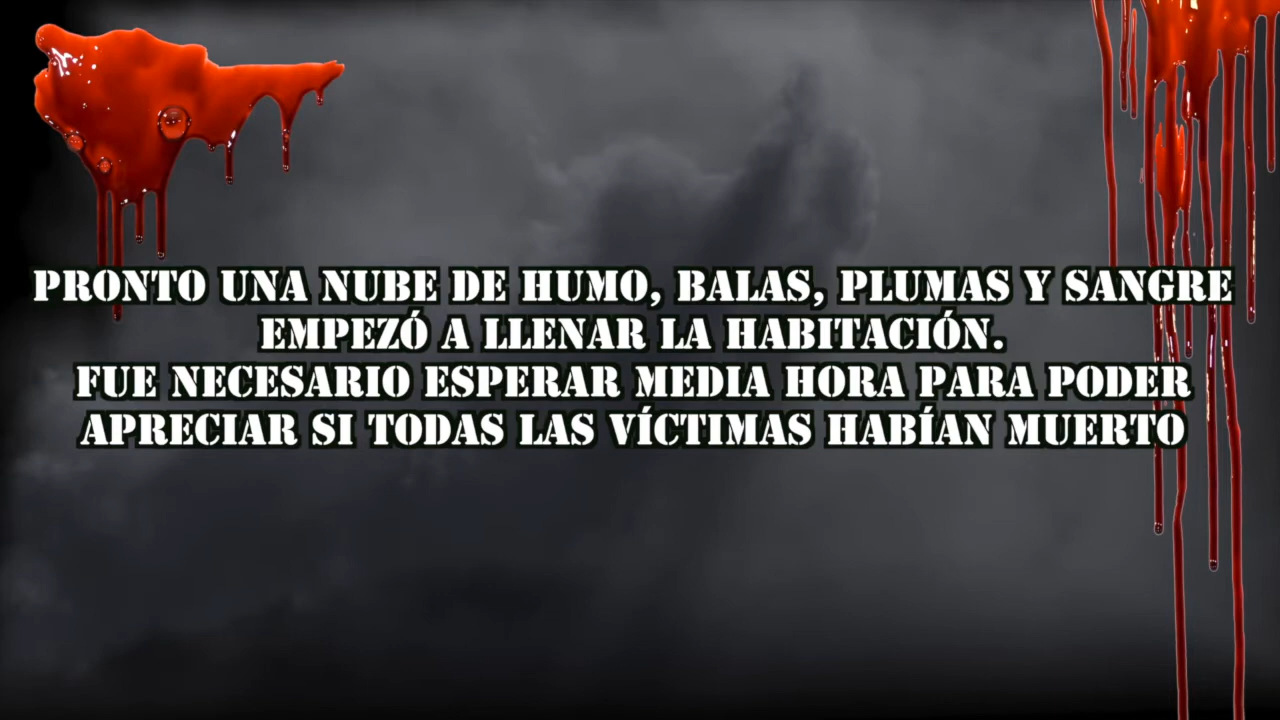 PRONTO UNA NUBE DE HUMO, BALAS, PLUMAS Y SANGRE
EMPEZÓ A LLENAR LA HABITACIÓN.
FUE NECESARIO ESPERAR MEDIA HORA PARA PODER
APRECIAR SI TODAS LAS VÍCTIMAS HABÍAN MUERTO